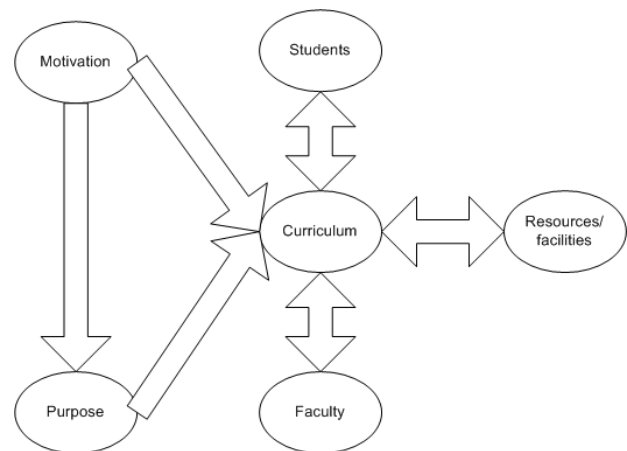 Students
Motivation
Curriculum
Resources/
facilities
Purpose
Faculty